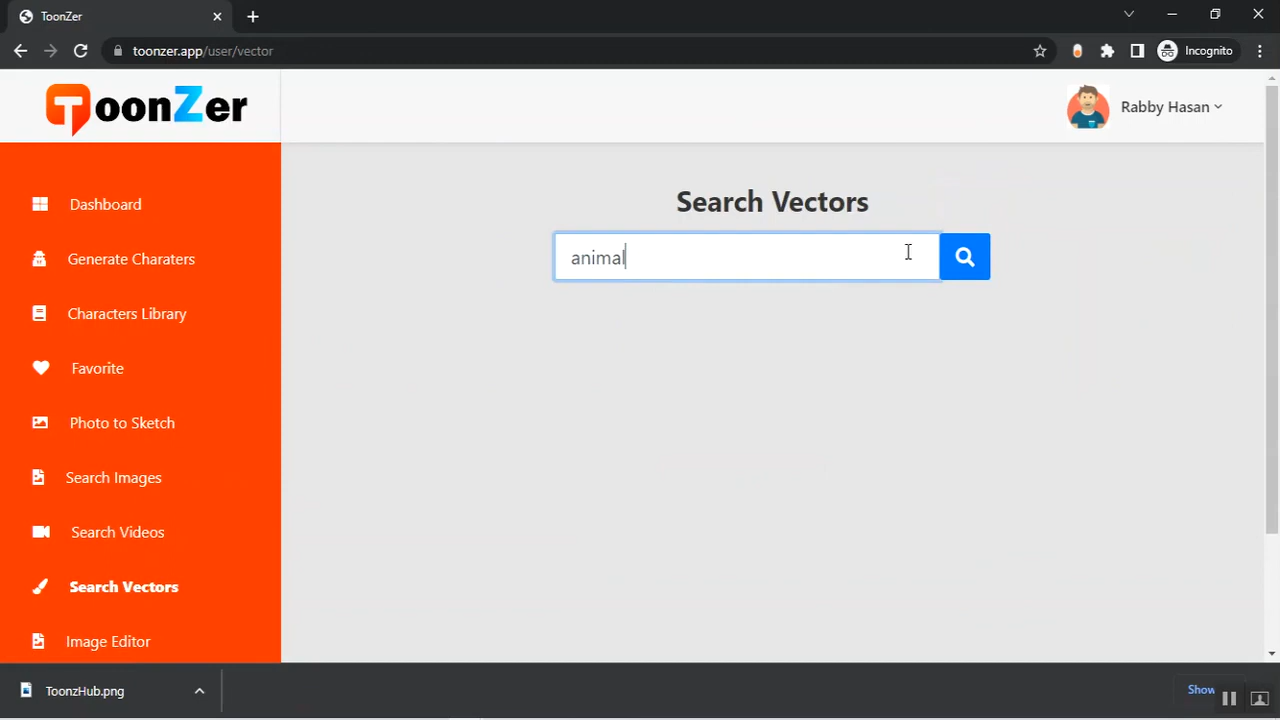 ToonZer
toonzer.app/user/vector
Incognito
ToonZer
Rabby Hasan
Dashboard
Generate Charaters
Characters Library
Favorite
Photo to Sketch
Search Images
Search Videos
Search Vectors
Image Editor
Search Vectors
animal
ToonzHub.png
Show